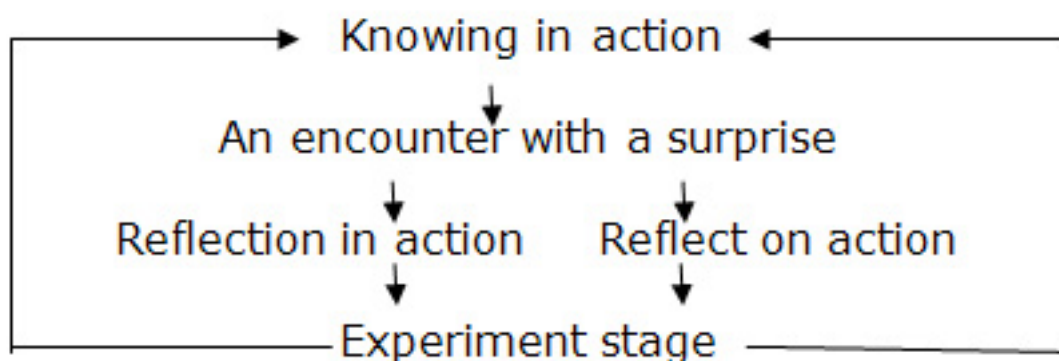 Knowing in action
An encounter with a surprise
Reflection in action Reflect on action
Experiment stage